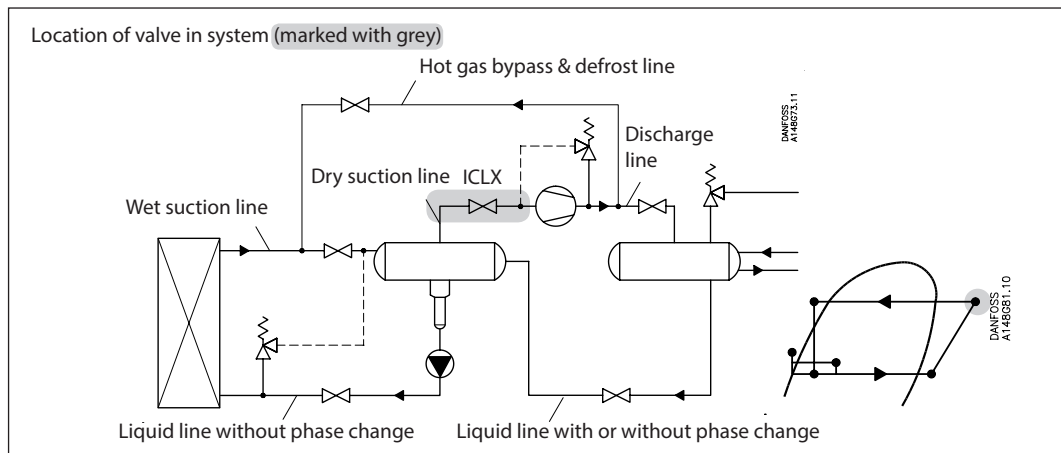 Location of valve in system (marked with grey)
Hot gas bypass & defrost line
DANFOSS
A148G73.11
Discharge
line
Dry suction line
ICLX
Wet suction line
DANFOSS
A148G81.10
Liquid line without phase change
Liquid line with or without phase change